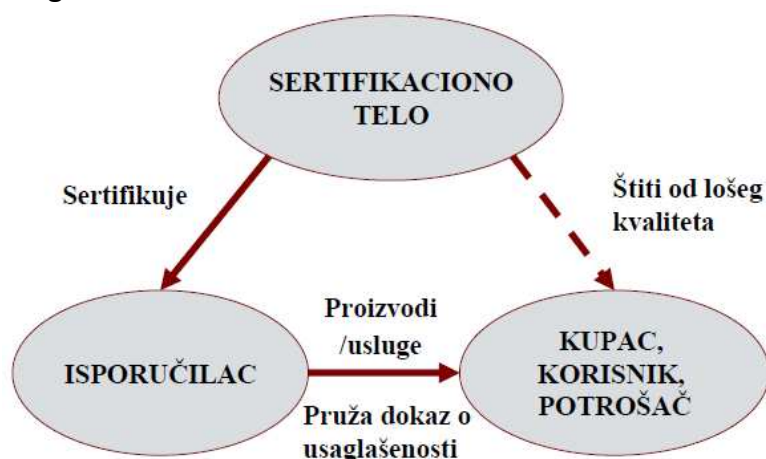 SERTIFIKACIONO
TELO
Sertifikuje
Štiti od lošeg
kvaliteta
Proizvodi
/usluge
ISPORUČILAC
KUPAC,
KORISNIK,
POTROŠAČ
Pruža dokaz o
usaglašenosti